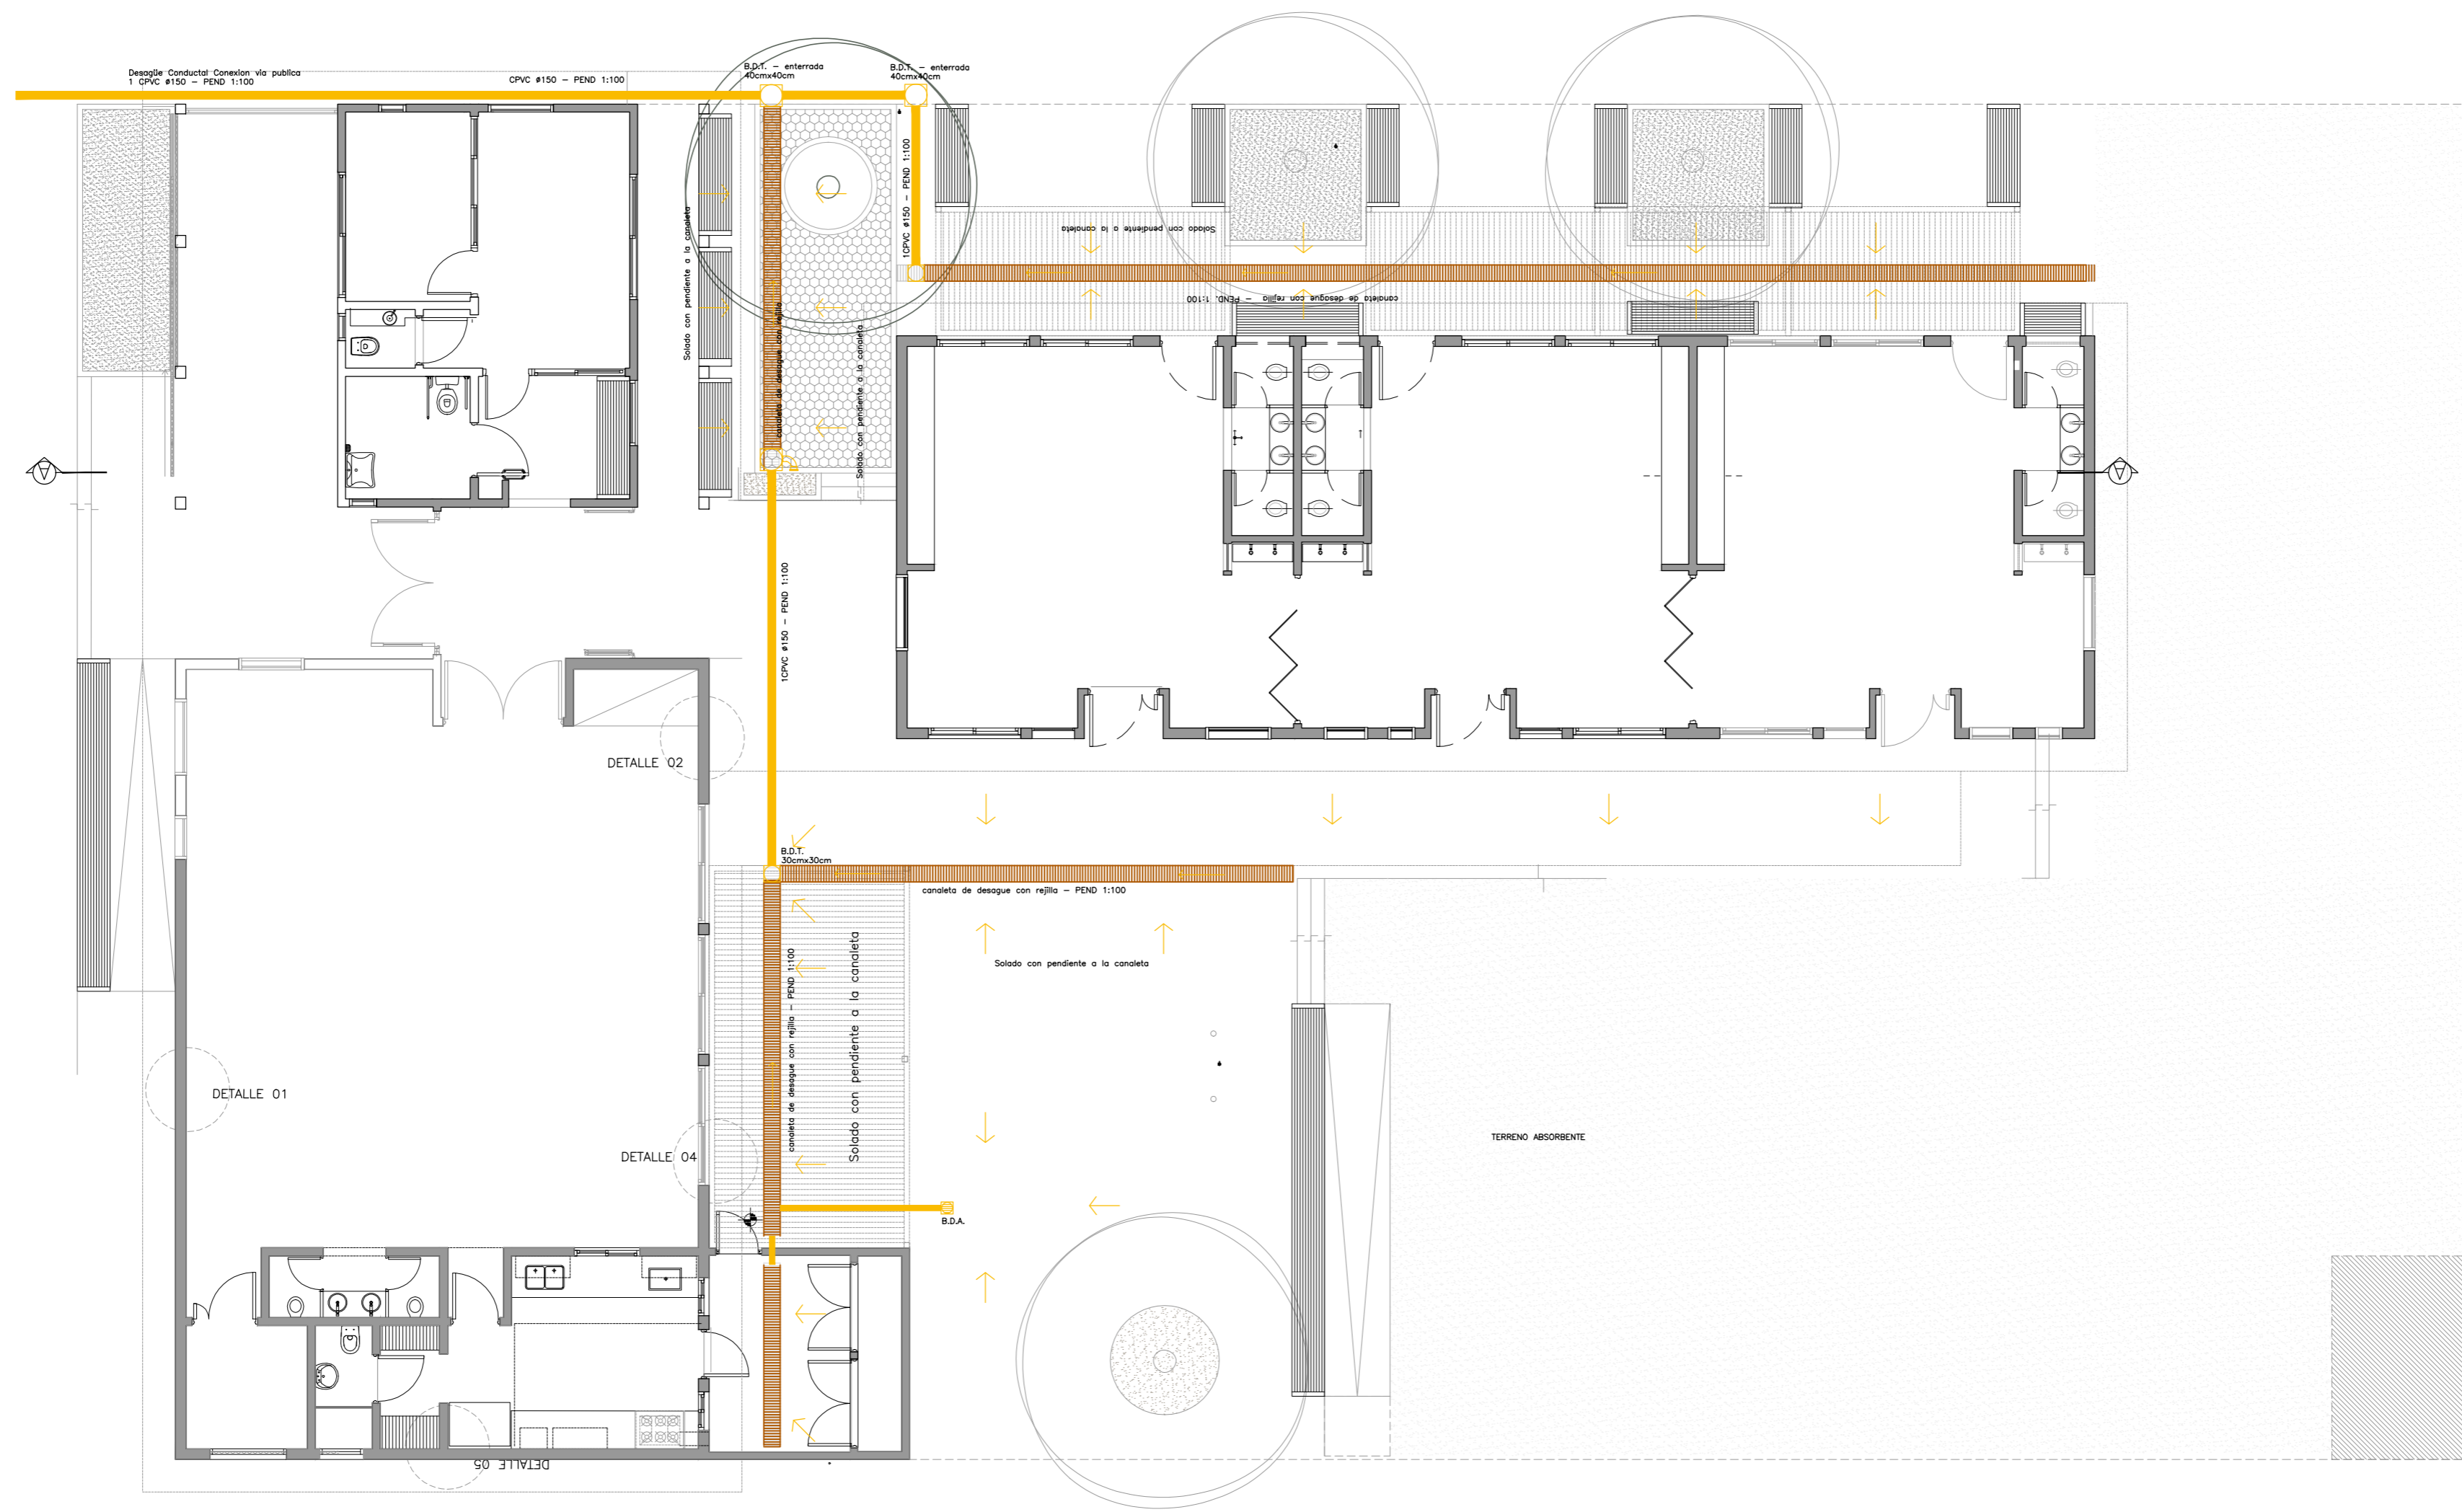 Desagüe Conductal Conexion via publica
1 CPVC ø150 – PEND 1:100
CPVC ø150 – PEND 1:100
B.D.T. – enterrada
40cmx40cm
B.D.T. – enterrada
40cmx40cm
1CPVC ø150 – PEND 1:100
Solado con pendiente a la canaleta
canaleta de desague con rejilla
Solado con pendiente a la canaleta
Solado con pendiente a la canaleta
canaleta de desague con rejilla – PEND. 1:100
A
A
1CPVC ø150 – PEND 1:100
DETALLE 02
B.D.T.
30cmx30cm
canaleta de desague con rejilla – PEND 1:100
canaleta de desague con rejilla – PEND 1:100
Solado con pendiente a la canaleta
Solado con pendiente a la canaleta
DETALLE 01
DETALLE 04
TERRENO ABSORBENTE
B.D.A.
DETALLE 05